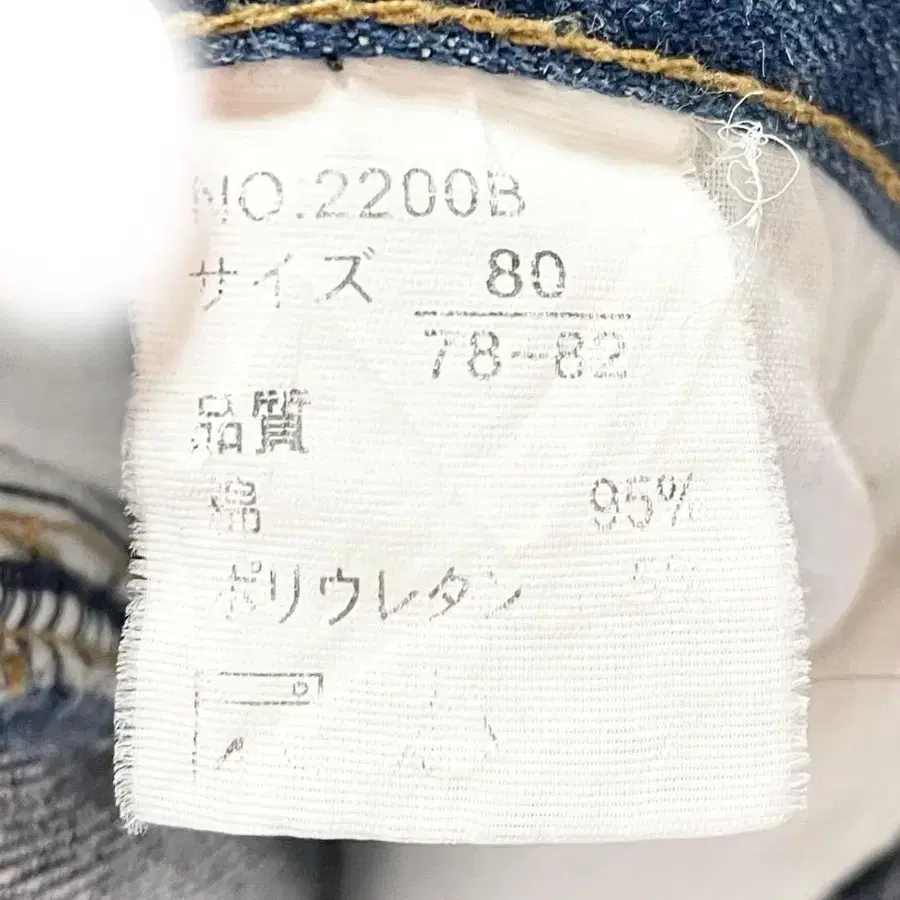 NO.2200B
サイズ 80
78-82
品質
綿 95%
ポリウレタン